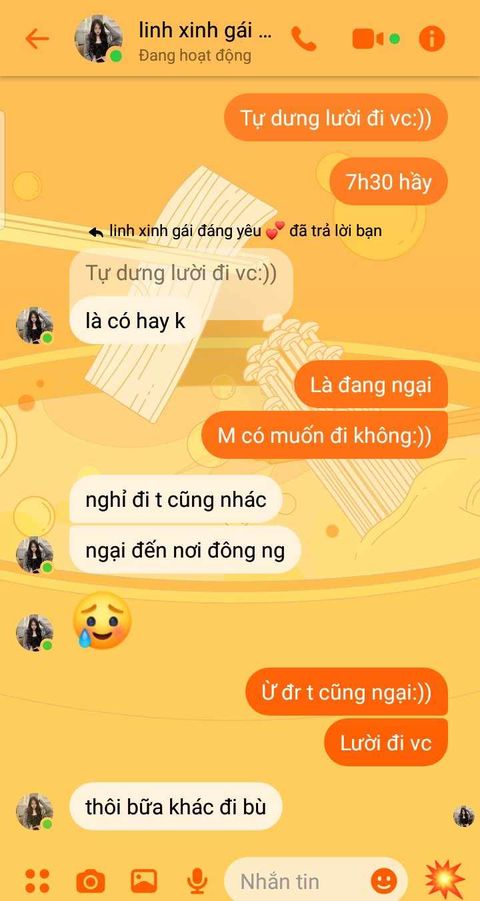 linh xinh gái ...
Đang hoạt động
Tự dưng lười đi vc:))
7h30 hầy
linh xinh gái đáng yêu 💕 đã trả lời bạn
Tự dưng lười đi vc:))
là có hay k
Là đang ngại
M có muốn đi không:))
nghỉ đi t cũng nhác
ngại đến nơi đông ng
🥲
Ừ đr t cũng ngại:))
Lười đi vc
thôi bữa khác đi bù
Nhắn tin